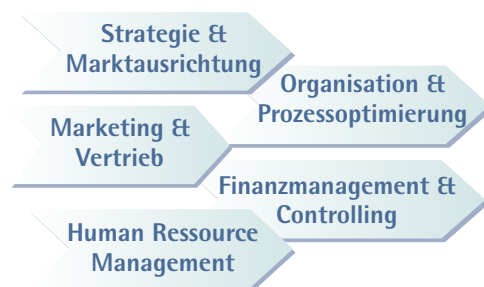 Strategie &
Marktausrichtung
Organisation &
Prozessoptimierung
Marketing &
Vertrieb
Finanzmanagement &
Controlling
Human Ressource
Management